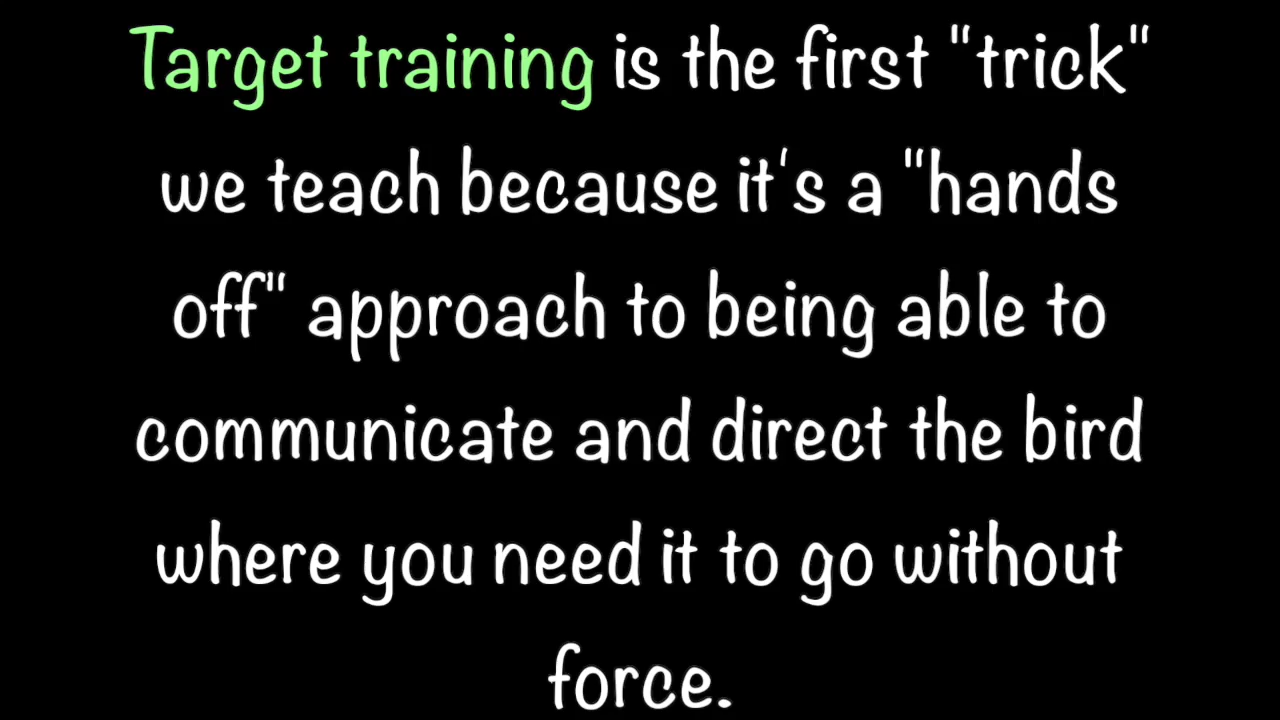 Target training is the first "trick"
we teach because it's a "hands
off" approach to being able to
communicate and direct the bird
where you need it to go without
force.